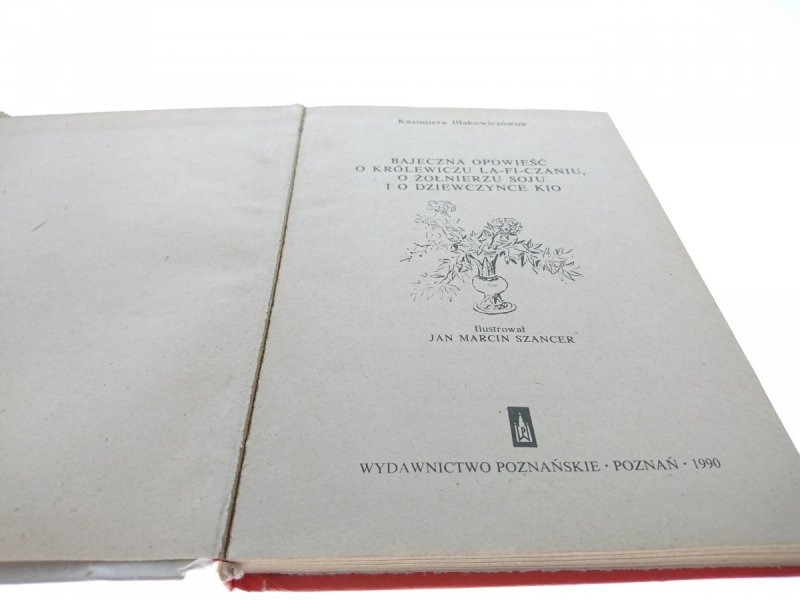 Kazimiera Iłłakowiczówna
BAJECZNA OPOWIEŚĆ
O KRÓLEWICZU LA-FI-CZANIU,
O ŻOŁNIERZU SOJU
I O DZIEWCZYNCE KIO
Ilustrował
JAN MARCIN SZANCER
WYDAWNICTWO POZNAŃSKIE · POZNAŃ · 1990